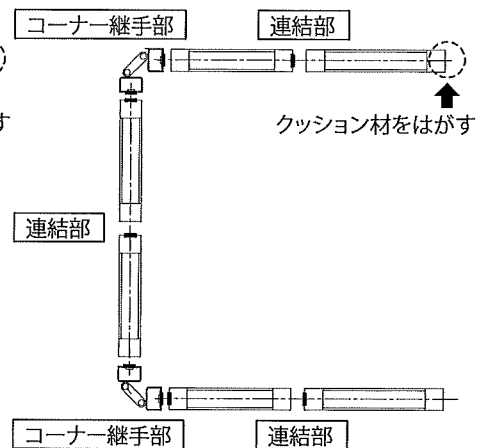 コーナー継手部
連結部
す
クッション材をはがす
連結部
コーナー継手部
連結部